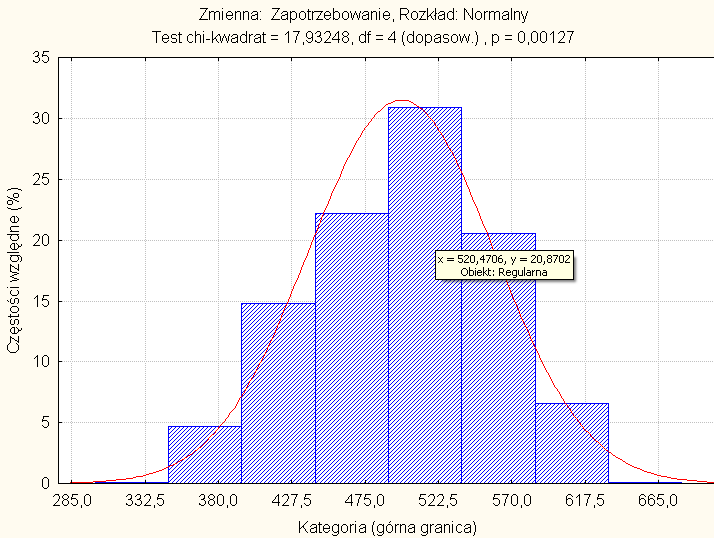 Zmienna: Zapotrzebowanie, Rozkład: Normalny
Test chi-kwadrat = 17,93248, df = 4 (dopasow.) , p = 0,00127
35
30
25
20
15
10
5
0
Częstości względne (%)
x = 520,4706, y = 20,8702
Obiekt: Regularna
285,0 332,5 380,0 427,5 475,0 522,5 570,0 617,5 665,0
Kategoria (górna granica)